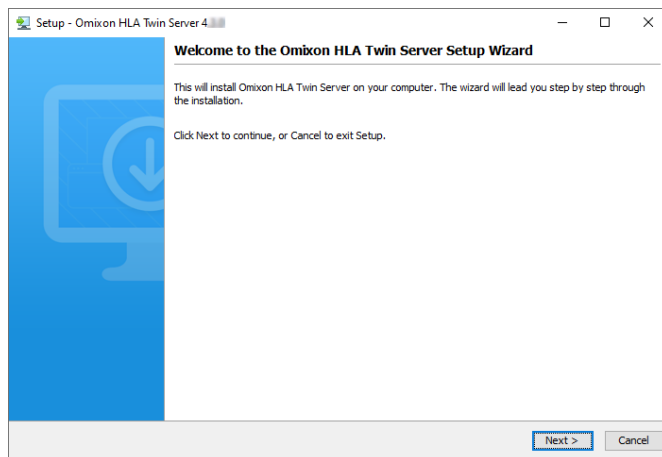 Setup - Omixon HLA Twin Server 4
Welcome to the Omixon HLA Twin Server Setup Wizard
This will install Omixon HLA Twin Server on your computer. The wizard will lead you step by step through
the installation.
Click Next to continue, or Cancel to exit Setup.
Next >
Cancel